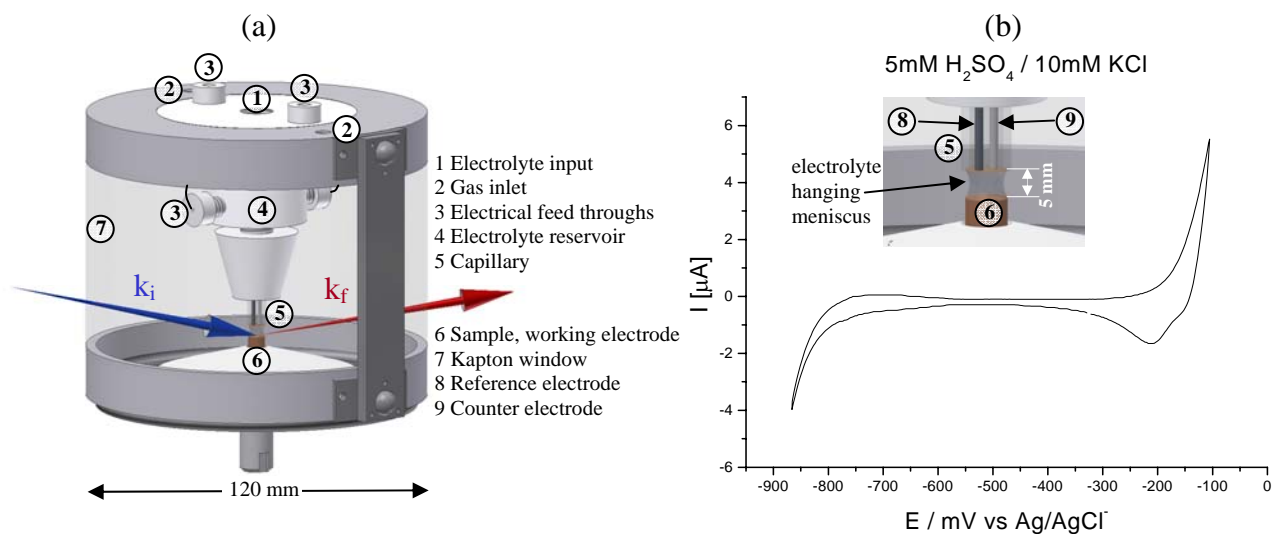 (a)
3
3
2
1
2
3
4
7
k_i
k_f
5
6
1 Electrolyte input
2 Gas inlet
3 Electrical feed throughs
4 Electrolyte reservoir
5 Capillary
6 Sample, working electrode
7 Kapton window
8 Reference electrode
9 Counter electrode
120 mm
(b)
5mM H₂SO₄ / 10mM KCl
8
9
5
electrolyte
hanging
meniscus
5 mm
6
I [µA]
6
4
2
0
-2
-4
-6
-900 -800 -700 -600 -500 -400 -300 -200 -100 0
E / mV vs Ag/AgCl⁻